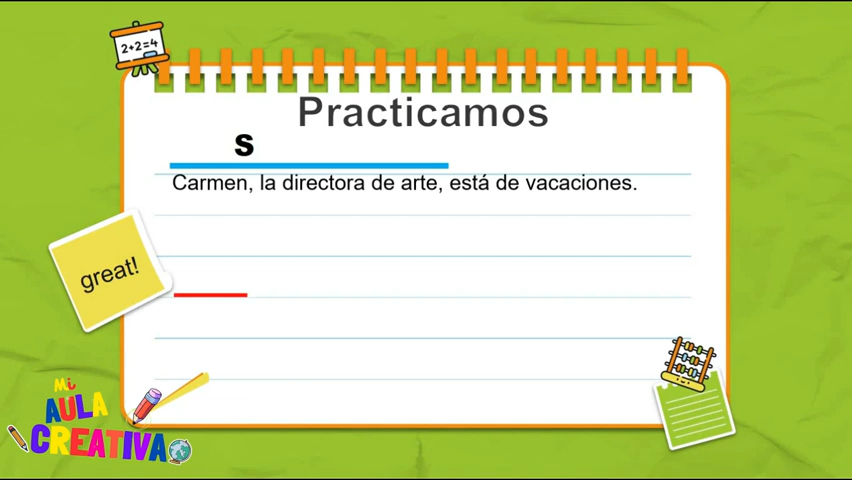 2+2=4
Practicamos
S
Carmen, la directora de arte, está de vacaciones.
great!
Mi
AULA
CREATIVA